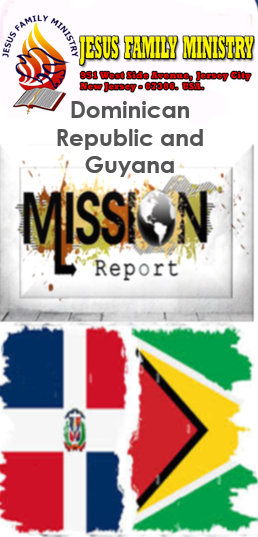 JESUS FAMILY MINISTRY
JESUS FAMILY MINISTRY
931 West Side Avenue, Jersey City
New Jersey - 07306. USA.
Dominican
Republic and
Guyana
MISSION
Report